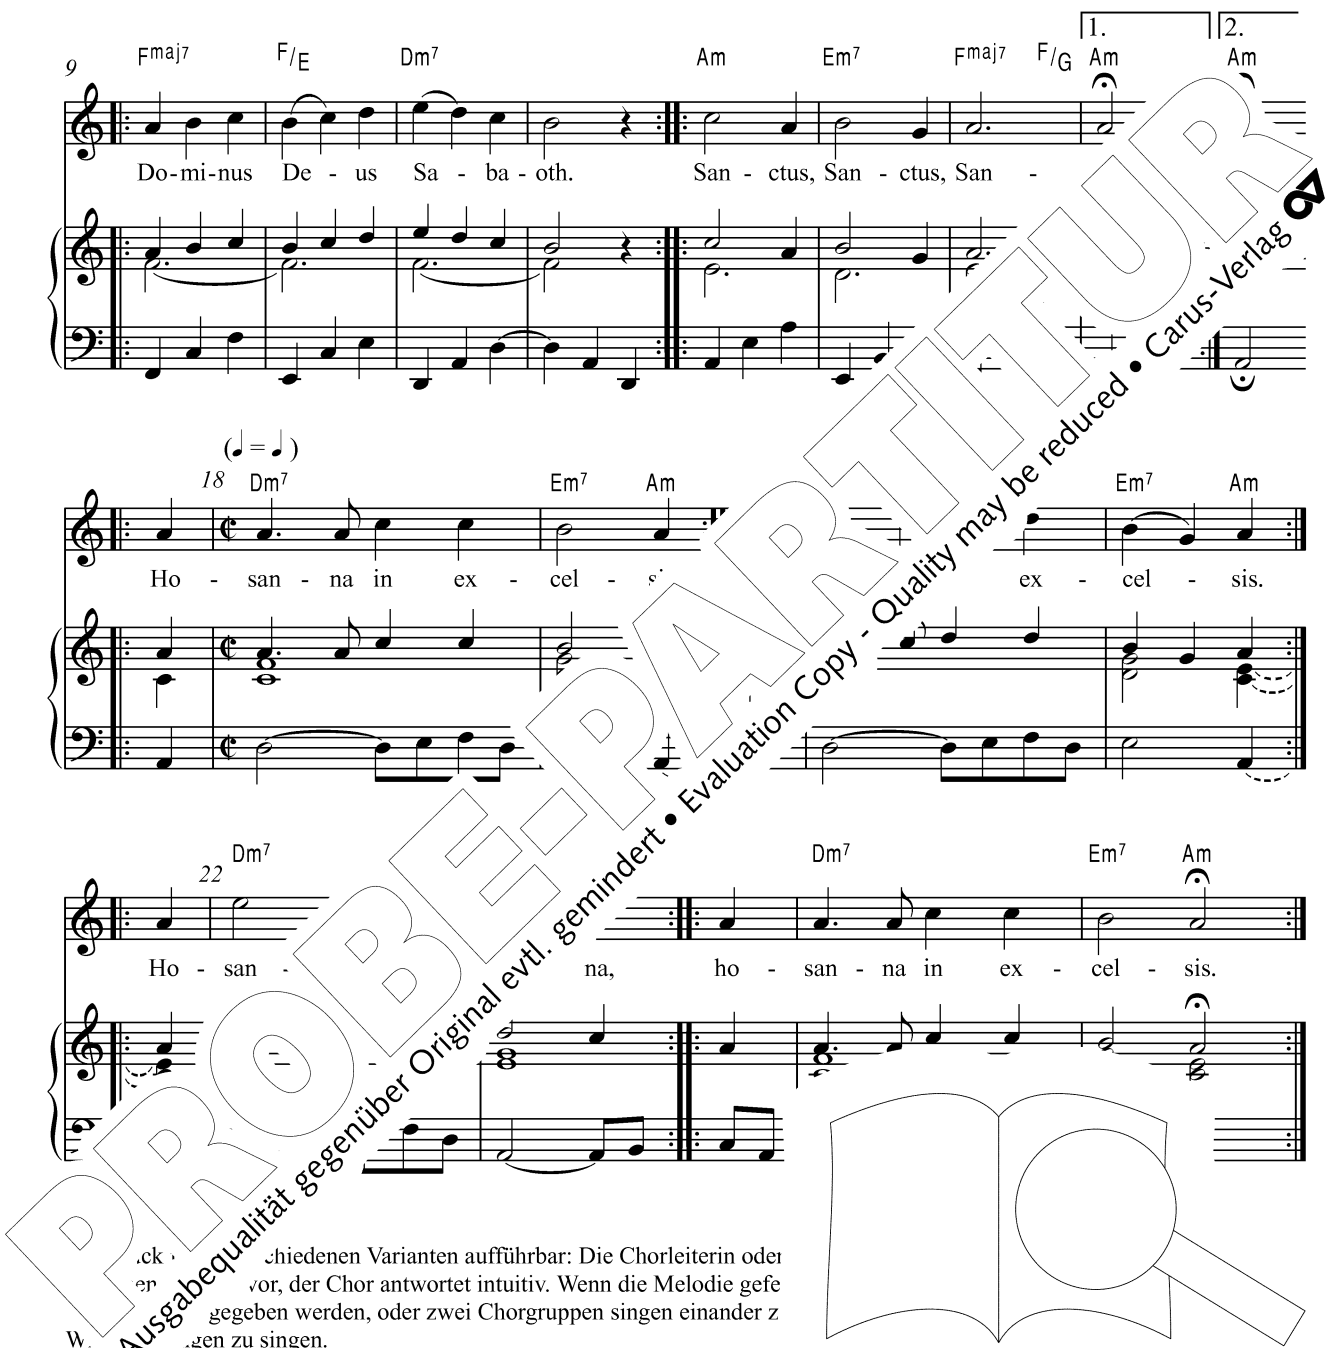 1. 2.
9 Fmaj7 F/E Dm7 Am Em7 Fmaj7 F/G Am Am
Do-mi-nus De - us Sa - ba - oth. San - ctus, San - ctus, San -
(♩ = ♩ )
18 Dm7 Em7 Am Em7 Am
Ho - san - na in ex - cel - ex - cel - sis.
22 Dm7 Dm7 Em7 Am
Ho - san - na, ho - san - na in ex - cel - sis.
PROBE-PARTITUR
Ausgabequalität gegenüber Original evtl. gemindert • Evaluation Copy - Quality may be reduced • Carus-Verlag
Varianten aufführbar: Die Chorleiterin oder
vor, der Chor antwortet intuitiv. Wenn die Melodie
gegeben werden, oder zwei Chorgruppen singen einander
zu singen.